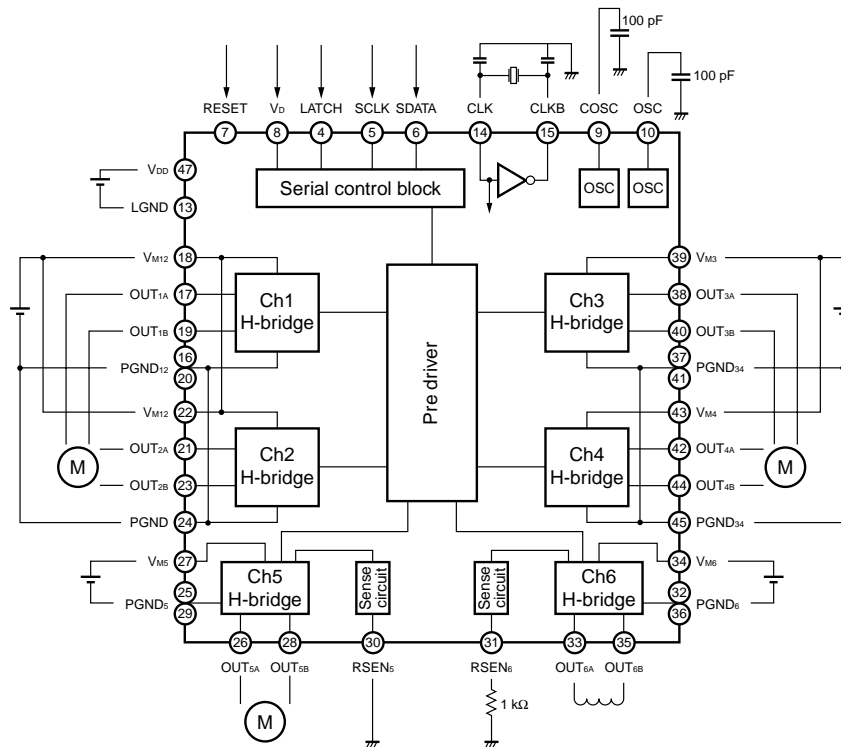 100 pF
100 pF
RESET VD LATCH SCLK SDATA CLK CLKB COSC OSC
7 8 4 5 6 14 15 9 10
VDD 47
Serial control block
OSC OSC
LGND 13
VM12 18
39 VM3
OUT1A 17
Ch1
H-bridge
Ch3
H-bridge
38 OUT3A
OUT1B 19
40 OUT3B
16
37
PGND12
PGND34
20
41
Pre driver
VM12 22
43 VM4
M
OUT2A 21
Ch2
H-bridge
Ch4
H-bridge
42 OUT4A
M
OUT2B 23
44 OUT4B
PGND 24
45 PGND34
VM5 27
34 VM6
Ch5
H-bridge
Sense
circuit
Sense
circuit
Ch6
H-bridge
25
32
PGND5
PGND6
29
36
26 28 30 31 33 35
OUT5A OUT5B RSEN5 RSEN6 OUT6A OUT6B
M
1 kΩ